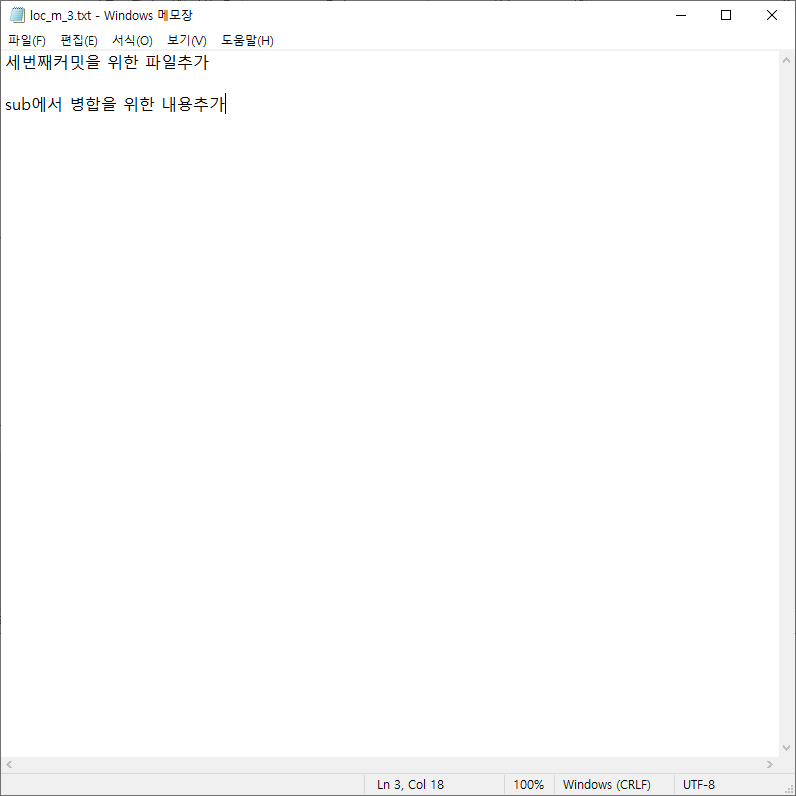 loc_m_3.txt - Windows 메모장
파일(F) 편집(E) 서식(O) 보기(V) 도움말(H)
세번째커밋을 위한 파일추가
sub에서 병합을 위한 내용추가
Ln 3, Col 18 100% Windows (CRLF) UTF-8